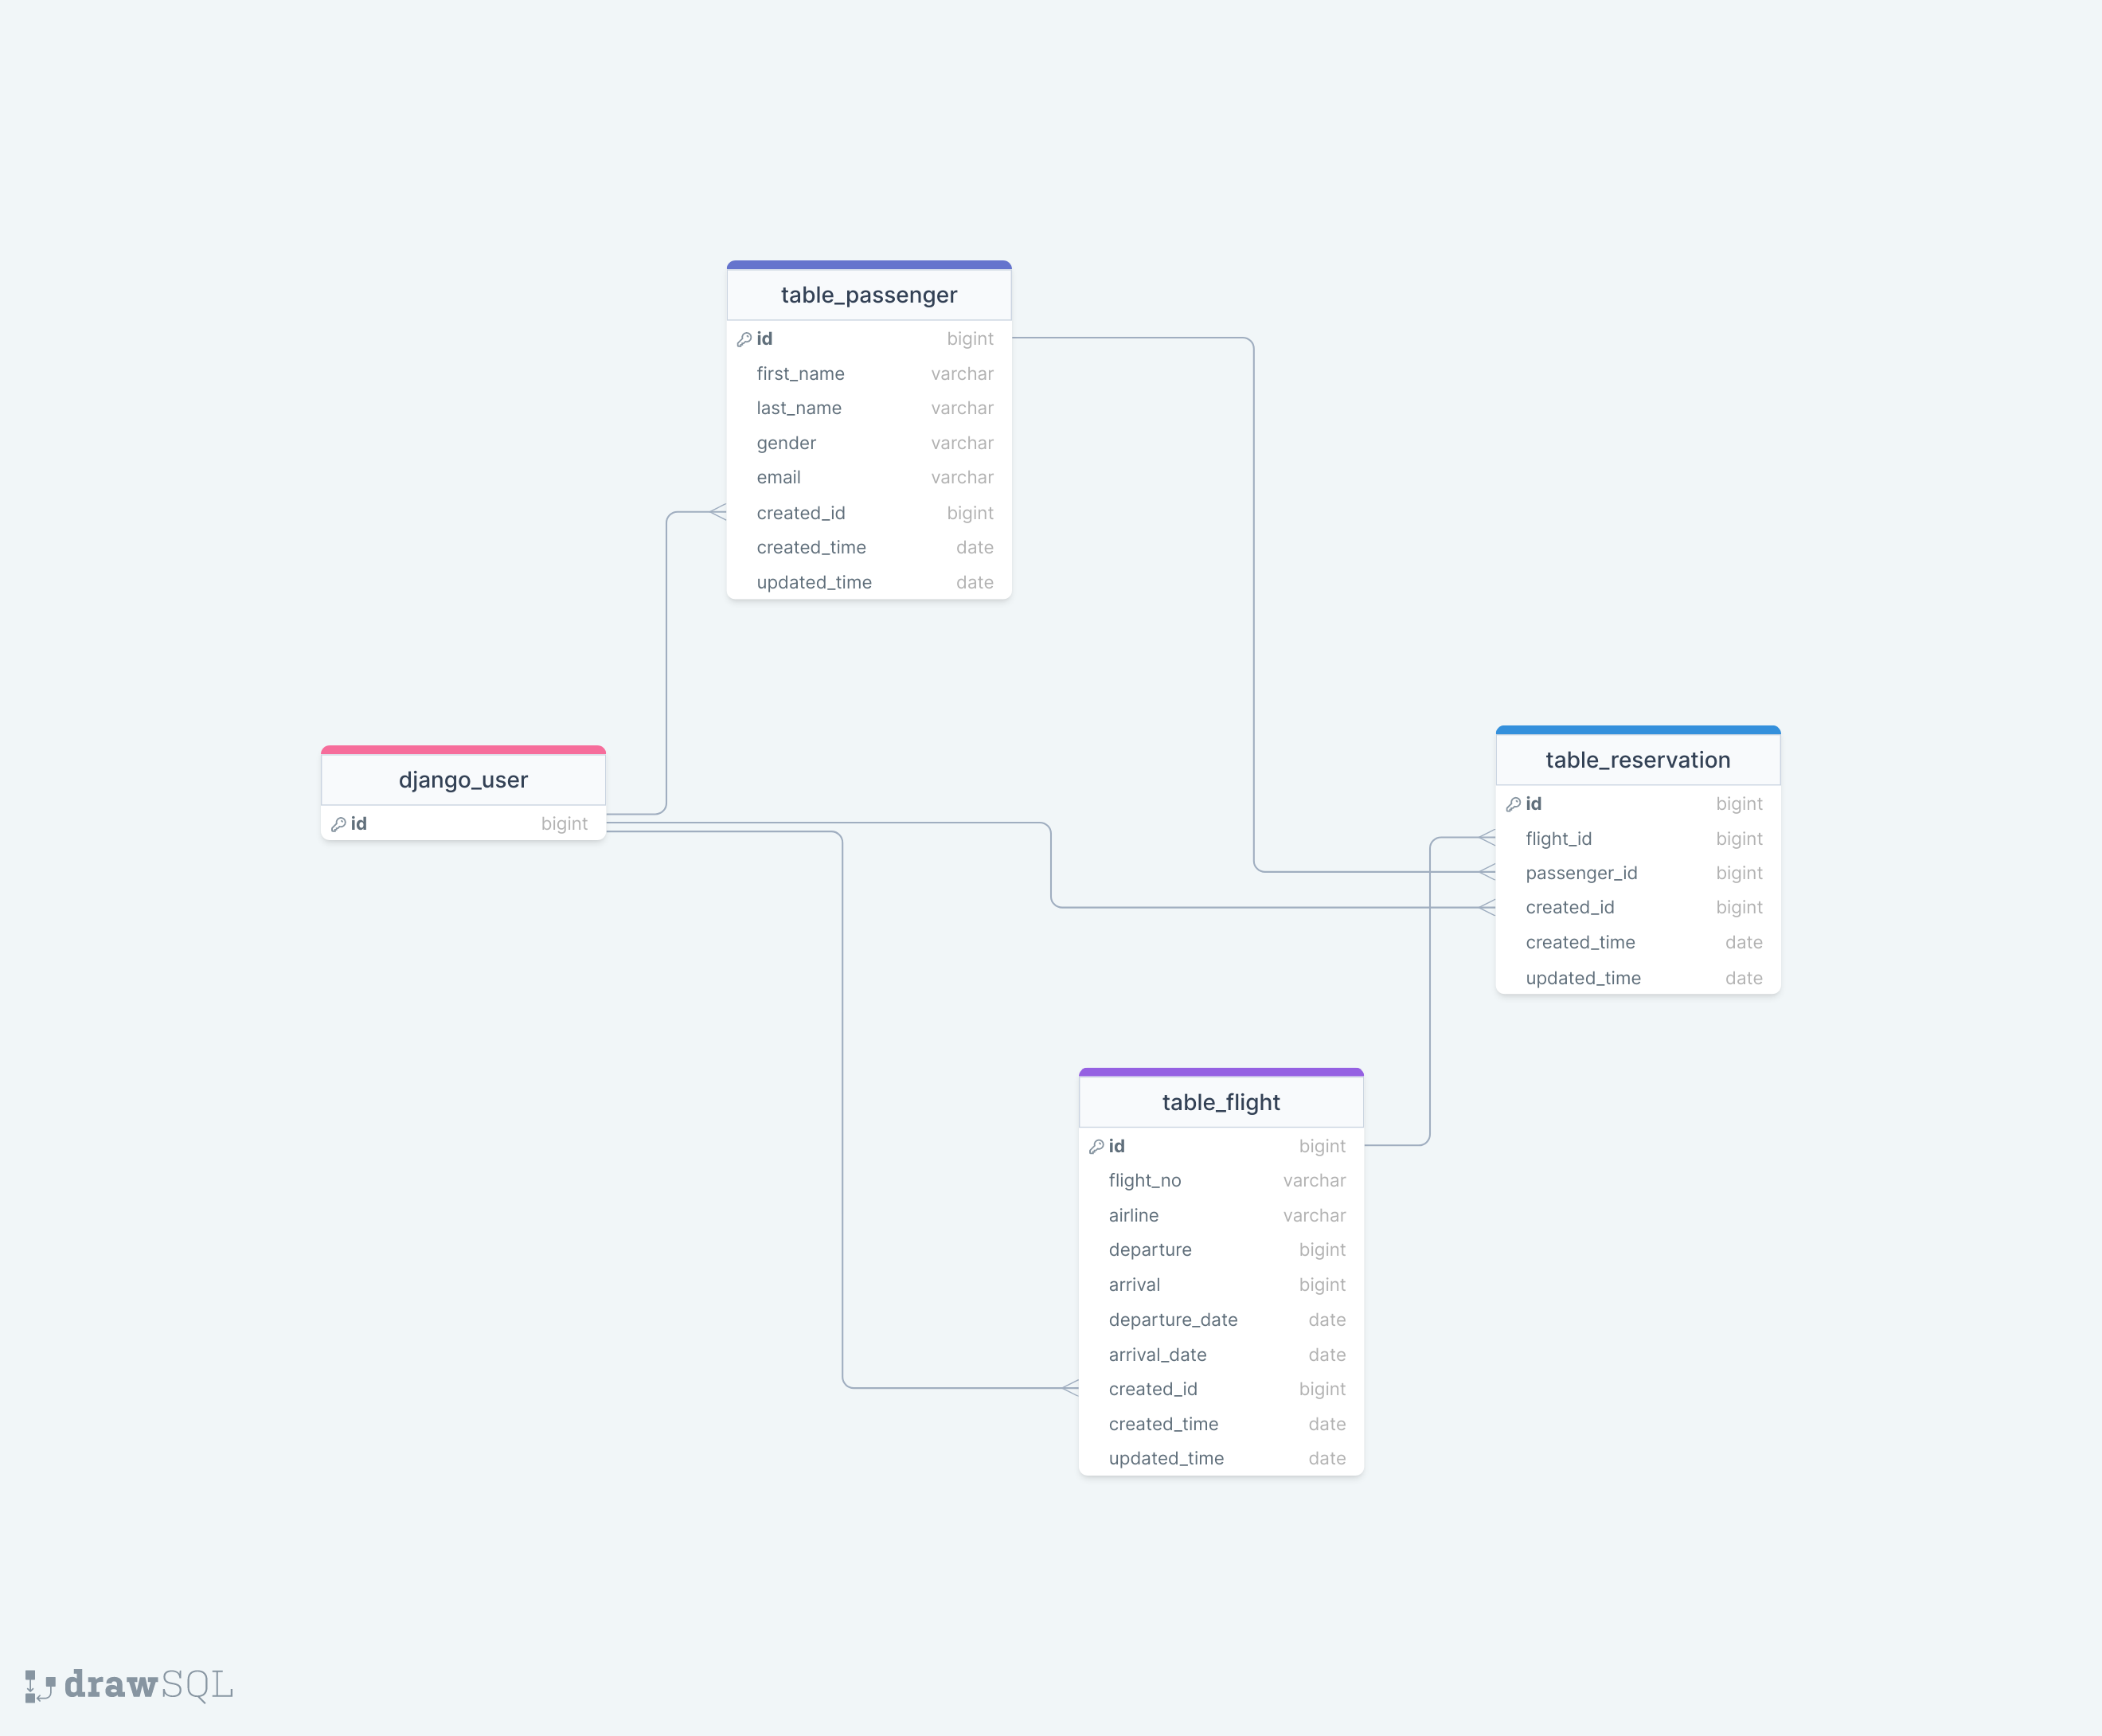 table_passenger
id bigint
first_name varchar
last_name varchar
gender varchar
email varchar
created_id bigint
created_time date
updated_time date
django_user
id bigint
table_reservation
id bigint
flight_id bigint
passenger_id bigint
created_id bigint
created_time date
updated_time date
table_flight
id bigint
flight_no varchar
airline varchar
departure bigint
arrival bigint
departure_date date
arrival_date date
created_id bigint
created_time date
updated_time date
drawSQL